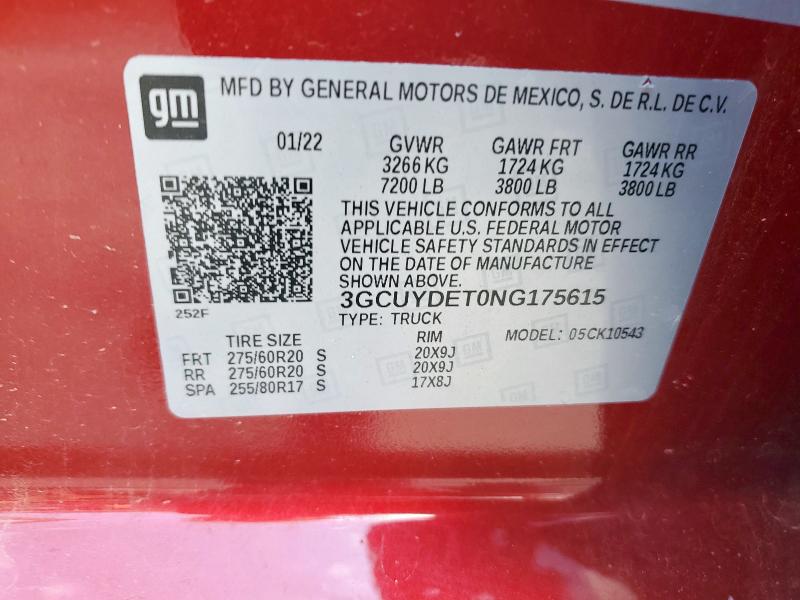 gm
MFD BY GENERAL MOTORS DE MEXICO, S. DE R.L. DE C.V.
01/22 GVWR GAWR FRT GAWR RR
3266 KG 1724 KG 1724 KG
7200 LB 3800 LB 3800 LB
THIS VEHICLE CONFORMS TO ALL
APPLICABLE U.S. FEDERAL MOTOR
VEHICLE SAFETY STANDARDS IN EFFECT
ON THE DATE OF MANUFACTURE
SHOWN ABOVE.
3GCUYDET0NG175615
252F
TYPE: TRUCK
TIRE SIZE RIM MODEL: 05CK10543
FRT 275/60R20 S 20X9J
RR 275/60R20 S 20X9J
SPA 255/80R17 S 17X8J